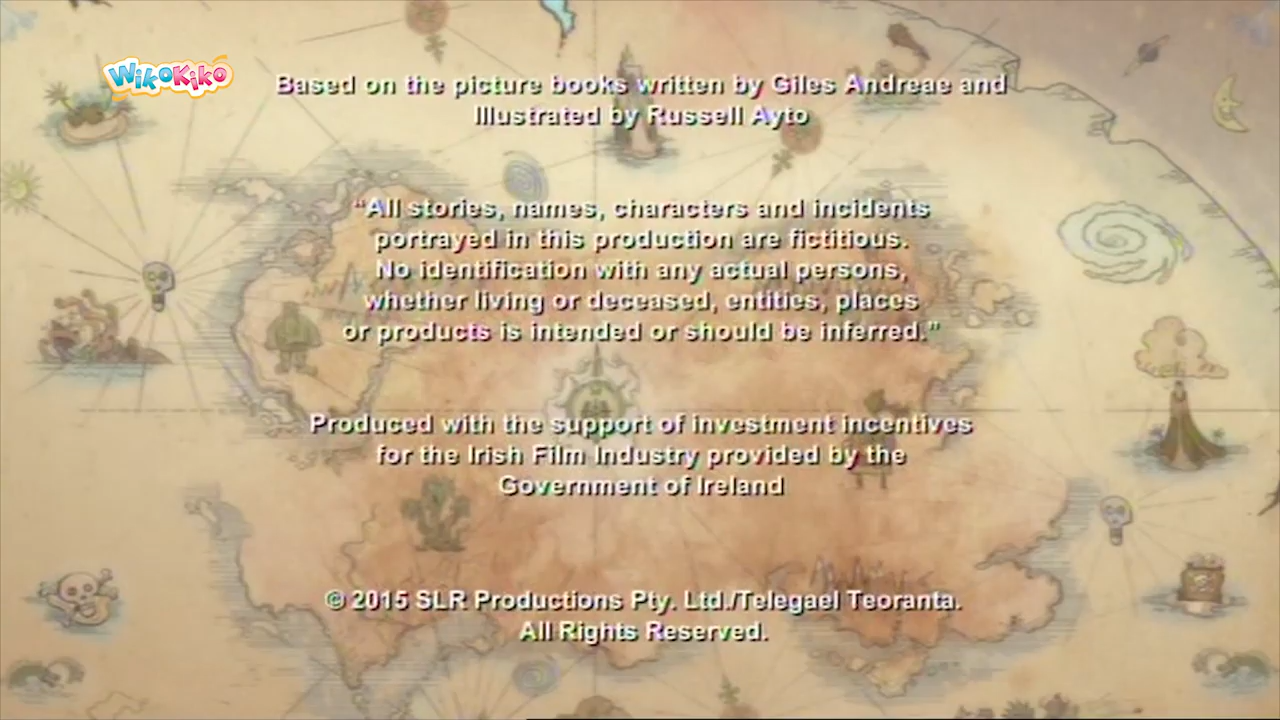 WikoKiko
Based on the picture books written by Giles Andreae and
Illustrated by Russell Ayto
“All stories, names, characters and incidents
portrayed in this production are fictitious.
No identification with any actual persons,
whether living or deceased, entities, places
or products is intended or should be inferred.”
Produced with the support of investment incentives
for the Irish Film Industry provided by the
Government of Ireland
© 2015 SLR Productions Pty. Ltd./Telegael Teoranta.
All Rights Reserved.